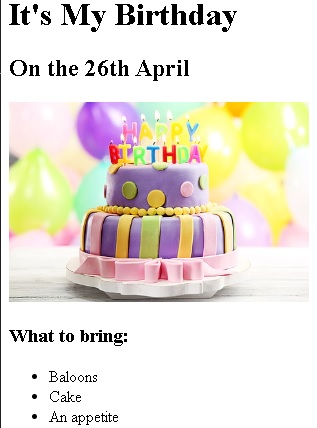 It's My Birthday
On the 26th April
HAPPY
BIRTHDAY
What to bring:
Baloons
Cake
An appetite